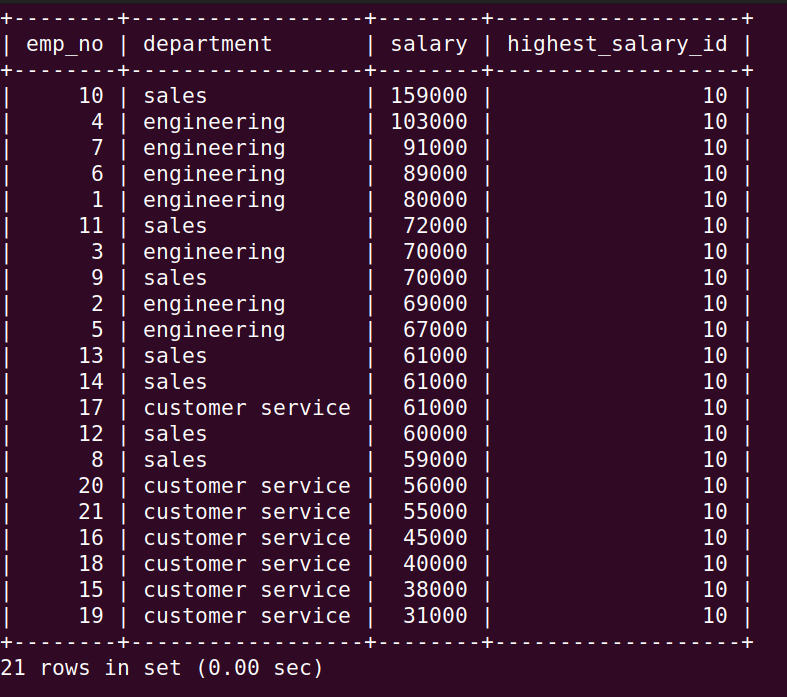 +--------+------------------+--------+-------------------+
| emp_no | department       | salary | highest_salary_id |
+--------+------------------+--------+-------------------+
|     10 | sales            | 159000 |                10 |
|      4 | engineering      | 103000 |                10 |
|      7 | engineering      |  91000 |                10 |
|      6 | engineering      |  89000 |                10 |
|      1 | engineering      |  80000 |                10 |
|     11 | sales            |  72000 |                10 |
|      3 | engineering      |  70000 |                10 |
|      9 | sales            |  70000 |                10 |
|      2 | engineering      |  69000 |                10 |
|      5 | engineering      |  67000 |                10 |
|     13 | sales            |  61000 |                10 |
|     14 | sales            |  61000 |                10 |
|     17 | customer service |  61000 |                10 |
|     12 | sales            |  60000 |                10 |
|      8 | sales            |  59000 |                10 |
|     20 | customer service |  56000 |                10 |
|     21 | customer service |  55000 |                10 |
|     16 | customer service |  45000 |                10 |
|     18 | customer service |  40000 |                10 |
|     15 | customer service |  38000 |                10 |
|     19 | customer service |  31000 |                10 |
+--------+------------------+--------+-------------------+
21 rows in set (0.00 sec)